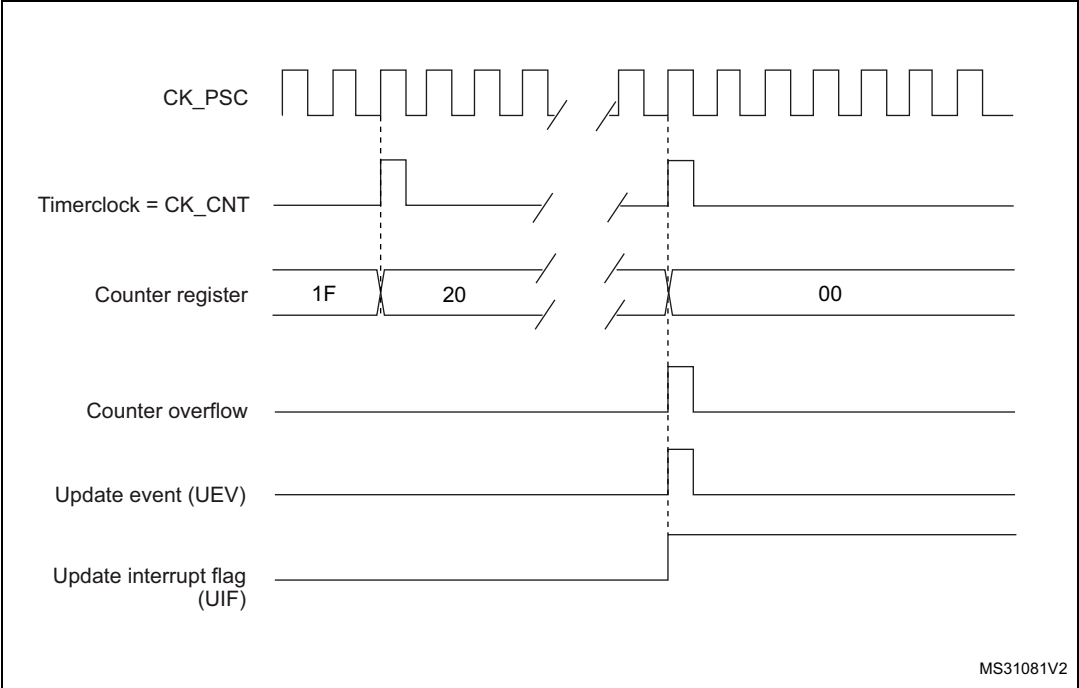 CK_PSC
Timerclock = CK_CNT
Counter register
1F
20
00
Counter overflow
Update event (UEV)
Update interrupt flag
(UIF)
MS31081V2